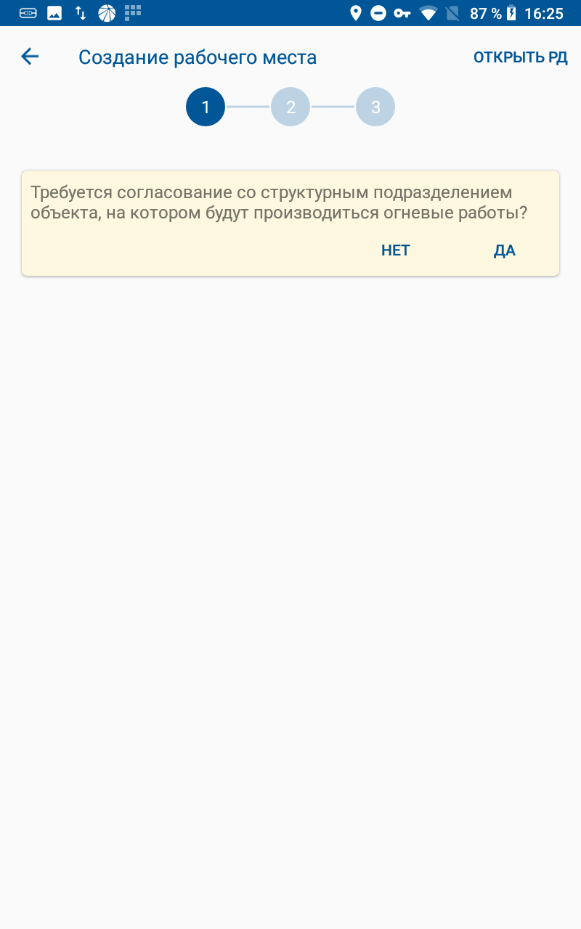 87 % 16:25
Создание рабочего места ОТКРЫТЬ РД
1 2 3
Требуется согласование со структурным подразделением
объекта, на котором будут производиться огневые работы?
НЕТ ДА